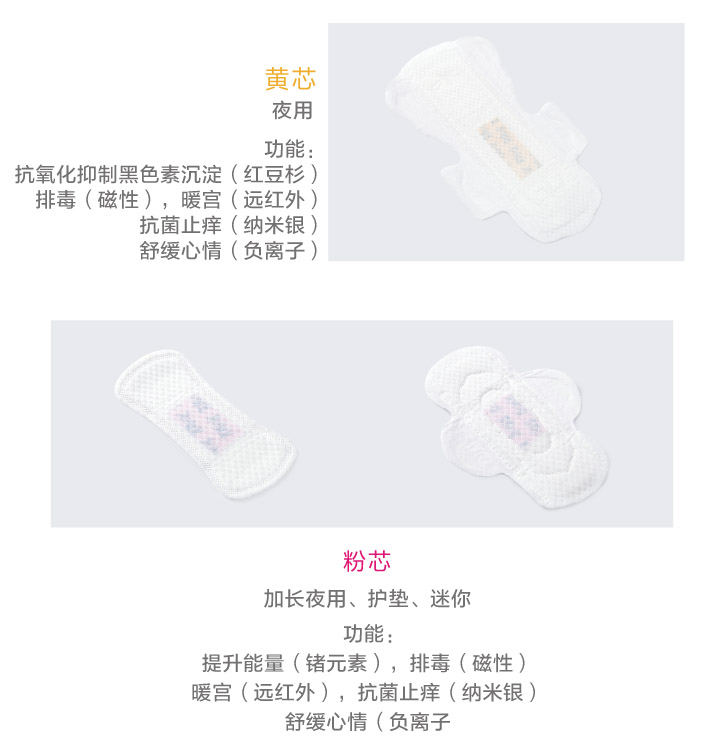 黄芯
夜用
功能：
抗氧化抑制黑色素沉淀（红豆杉）
排毒（磁性），暖宫（远红外）
抗菌止痒（纳米银）
舒缓心情（负离子）
粉芯
加长夜用、护垫、迷你
功能：
提升能量（锗元素），排毒（磁性）
暖宫（远红外），抗菌止痒（纳米银）
舒缓心情（负离子